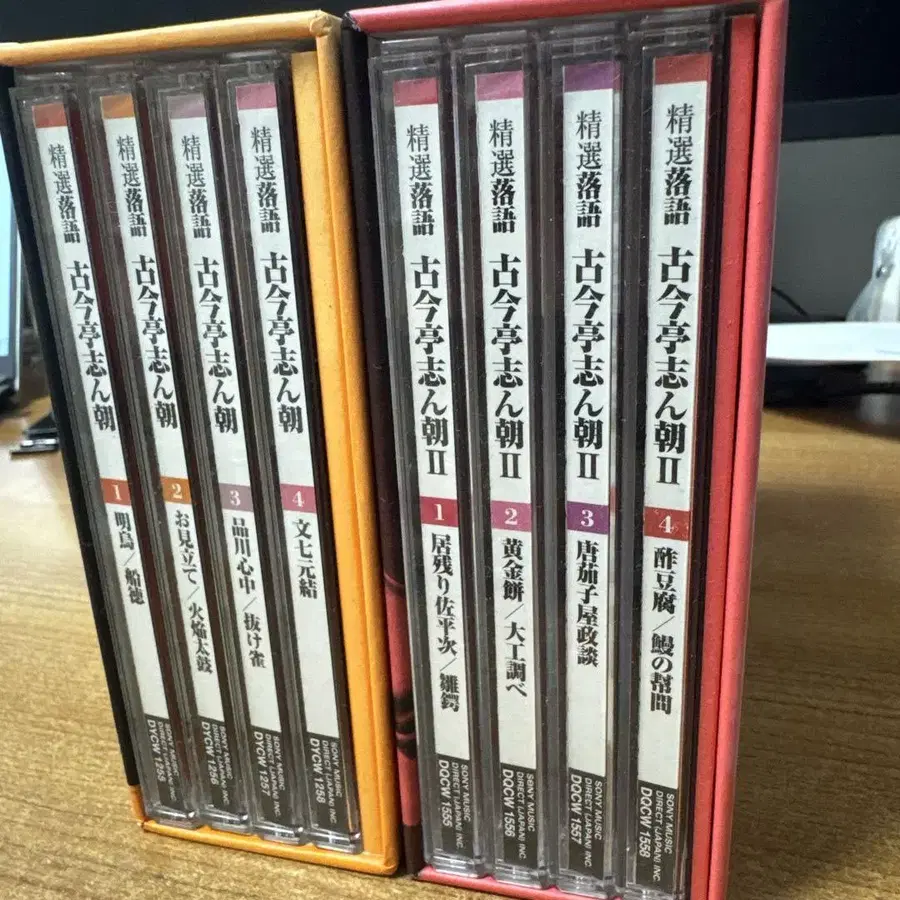 精選落語 古今亭志ん朝 1 明烏/船徳
SONY MUSIC
DIRECT (JAPAN) INC.
DYCW 1255
精選落語 古今亭志ん朝 2 お見立て/火焔太鼓
SONY MUSIC
DIRECT (JAPAN) INC.
DYCW 1256
精選落語 古今亭志ん朝 3 品川心中/抜け雀
SONY MUSIC
DIRECT (JAPAN) INC.
DYCW 1257
精選落語 古今亭志ん朝 4 文七元結
SONY MUSIC
DIRECT (JAPAN) INC.
DYCW 1258
精選落語 古今亭志ん朝Ⅱ 1 居残り佐平次/雛鍔
SONY MUSIC
DIRECT (JAPAN) INC.
DQCW 1555
精選落語 古今亭志ん朝Ⅱ 2 黄金餅/大工調べ
SONY MUSIC
DIRECT (JAPAN) INC.
DQCW 1556
精選落語 古今亭志ん朝Ⅱ 3 唐茄子屋政談
SONY MUSIC
DIRECT (JAPAN) INC.
DQCW 1557
精選落語 古今亭志ん朝Ⅱ 4 酢豆腐/鰻の幇間
SONY MUSIC
DIRECT (JAPAN) INC.
DQCW 1558